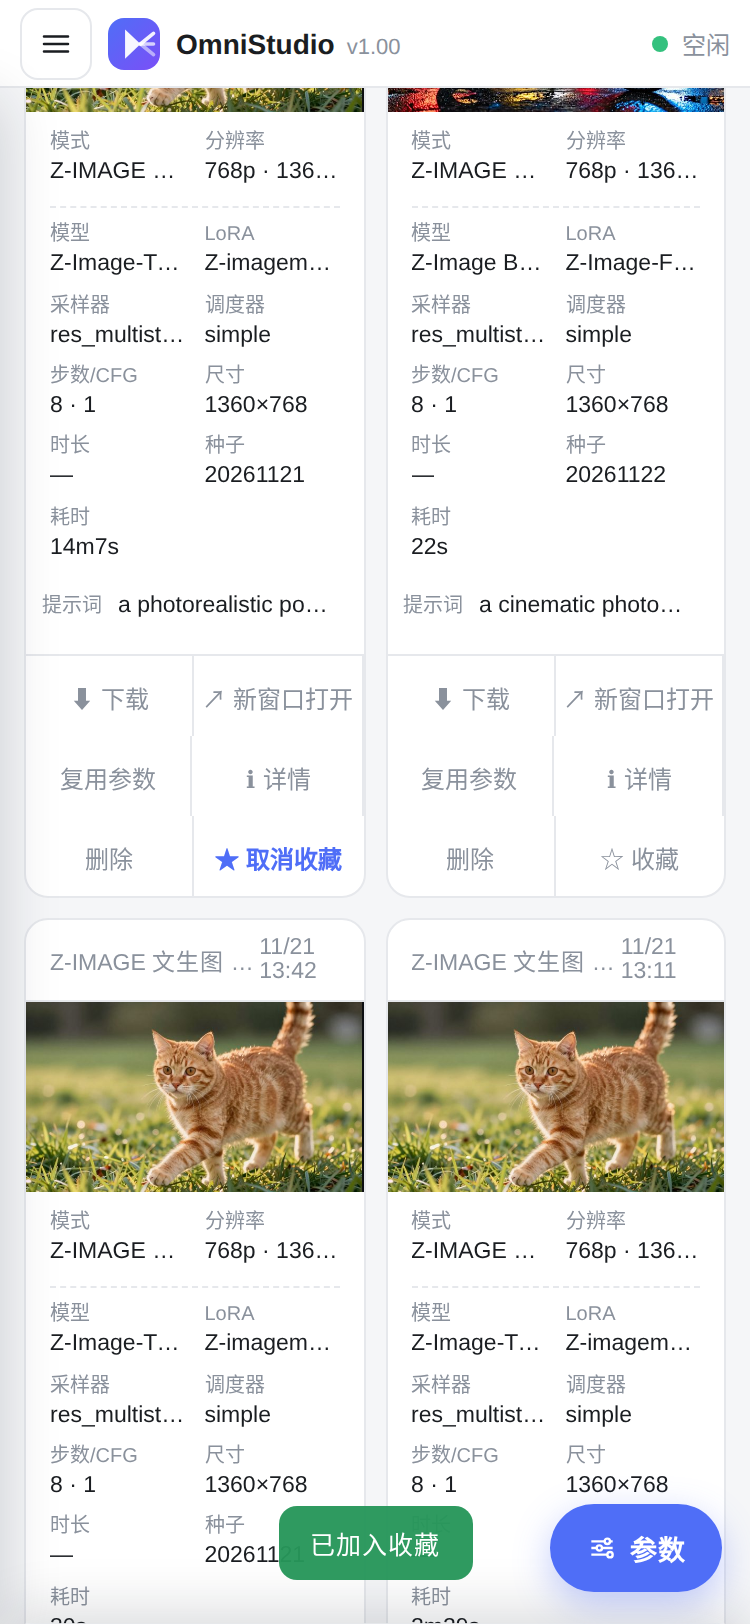 OmniStudio v1.00 空闲
模式 分辨率
Z-IMAGE … 768p · 136…
模型 LoRA
Z-Image-T… Z-imagem…
采样器 调度器
res_multist… simple
步数/CFG 尺寸
8 · 1 1360×768
时长 种子
— 20261121
耗时
14m7s
提示词 a photorealistic po…
⬇ 下载 ↗ 新窗口打开
复用参数 ℹ 详情
删除 ★ 取消收藏
模式 分辨率
Z-IMAGE … 768p · 136…
模型 LoRA
Z-Image B… Z-Image-F…
采样器 调度器
res_multist… simple
步数/CFG 尺寸
8 · 1 1360×768
时长 种子
— 20261122
耗时
22s
提示词 a cinematic photo…
⬇ 下载 ↗ 新窗口打开
复用参数 ℹ 详情
删除 ☆ 收藏
Z-IMAGE 文生图 … 11/21
13:42
模式 分辨率
Z-IMAGE … 768p · 136…
模型 LoRA
Z-Image-T… Z-imagem…
采样器 调度器
res_multist… simple
步数/CFG 尺寸
8 · 1 1360×768
时长 种子
— 20261121
耗时
Z-IMAGE 文生图 … 11/21
13:11
模式 分辨率
Z-IMAGE … 768p · 136…
模型 LoRA
Z-Image-T… Z-imagem…
采样器 调度器
res_multist… simple
步数/CFG 尺寸
8 · 1 1360×768
耗时
已加入收藏
参数